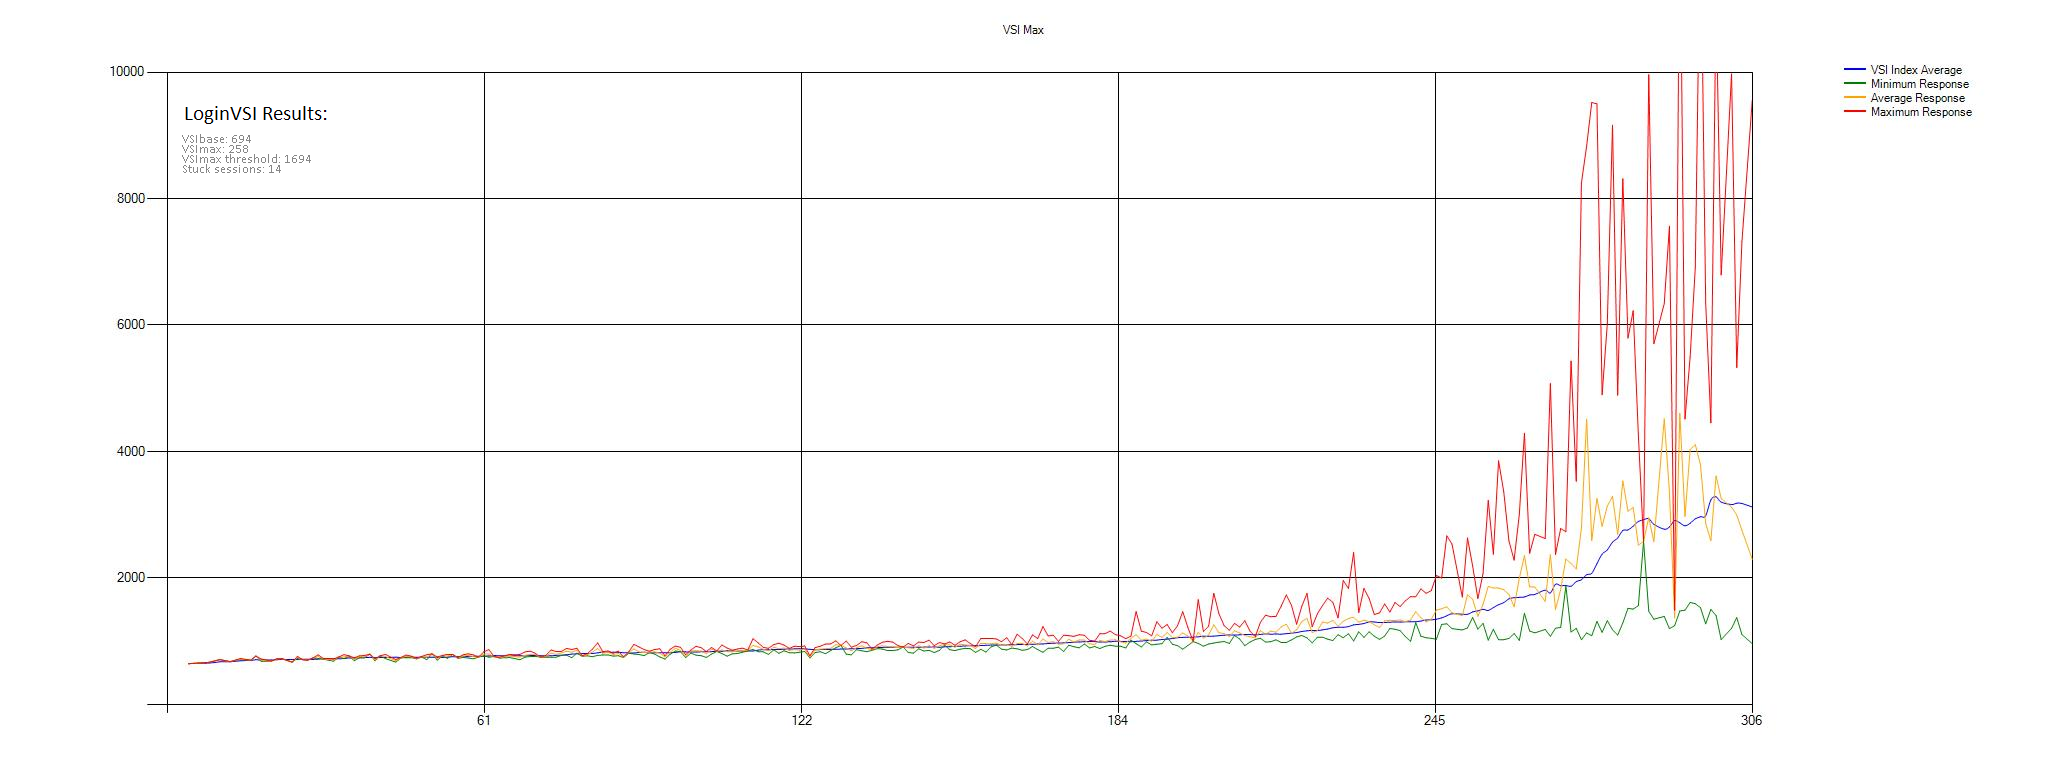 VSI Max
10000
8000
6000
4000
2000
LoginVSI Results:
VSIbase: 694
VSImax: 258
VSImax threshold: 1694
Stuck sessions: 14
VSI Index Average
Minimum Response
Average Response
Maximum Response
61
122
184
245
306